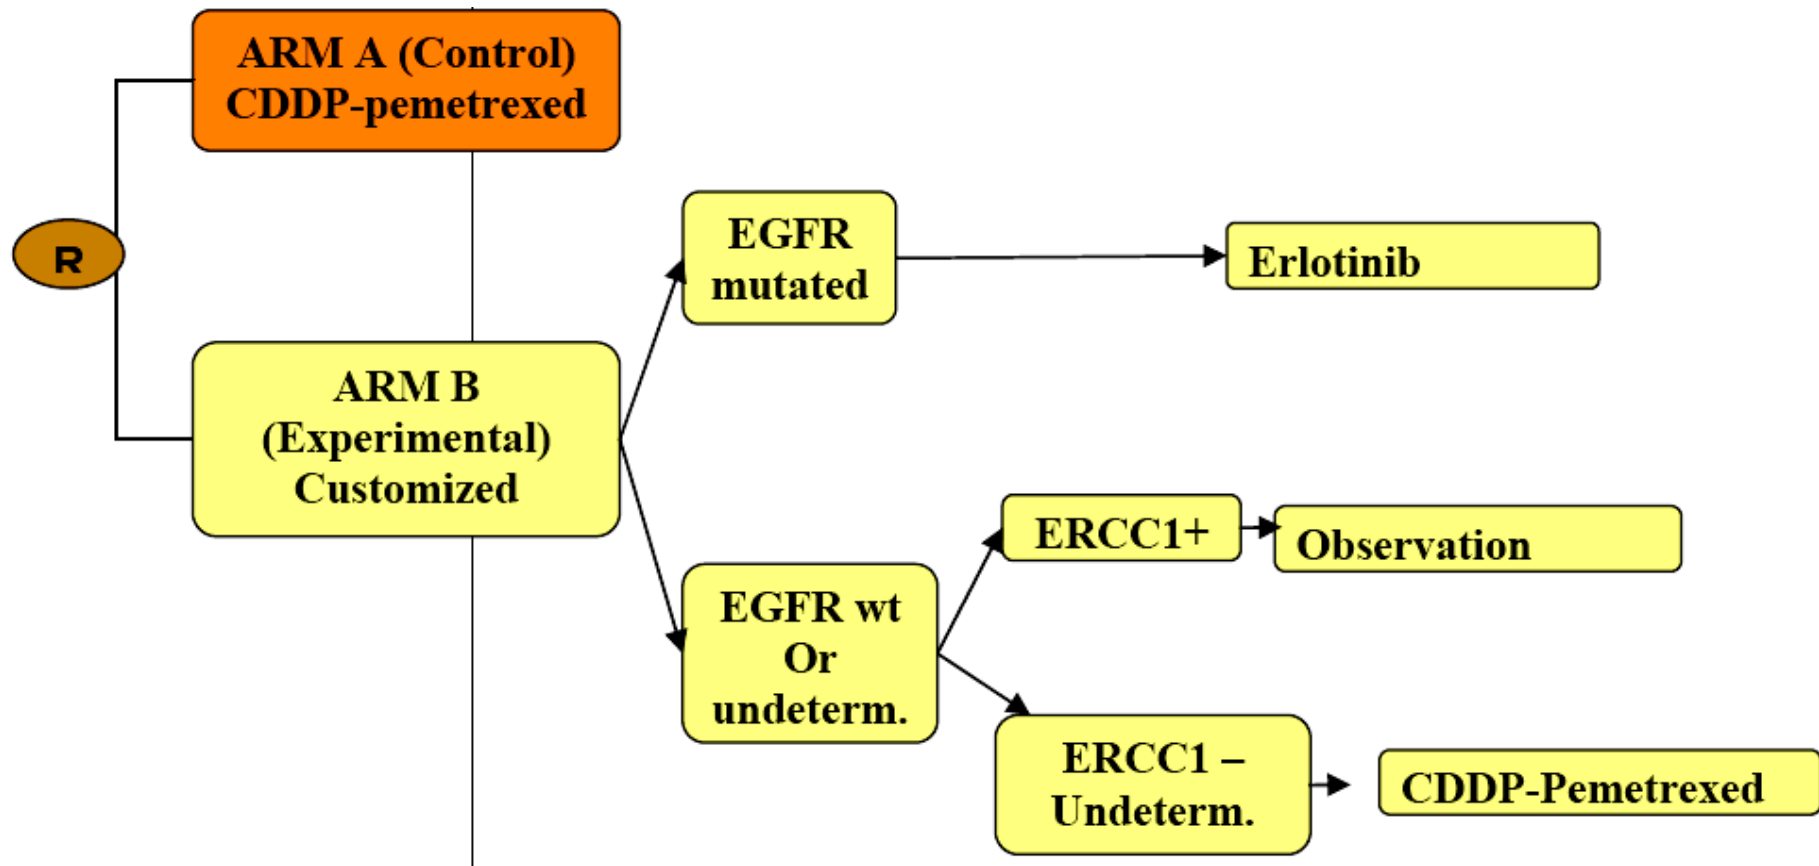 ARM A (Control)
CDDP-pemetrexed
R
ARM B
(Experimental)
Customized
EGFR
mutated
Erlotinib
EGFR wt
Or
undeterm.
ERCC1+
Observation
ERCC1 –
Undeterm.
CDDP-Pemetrexed